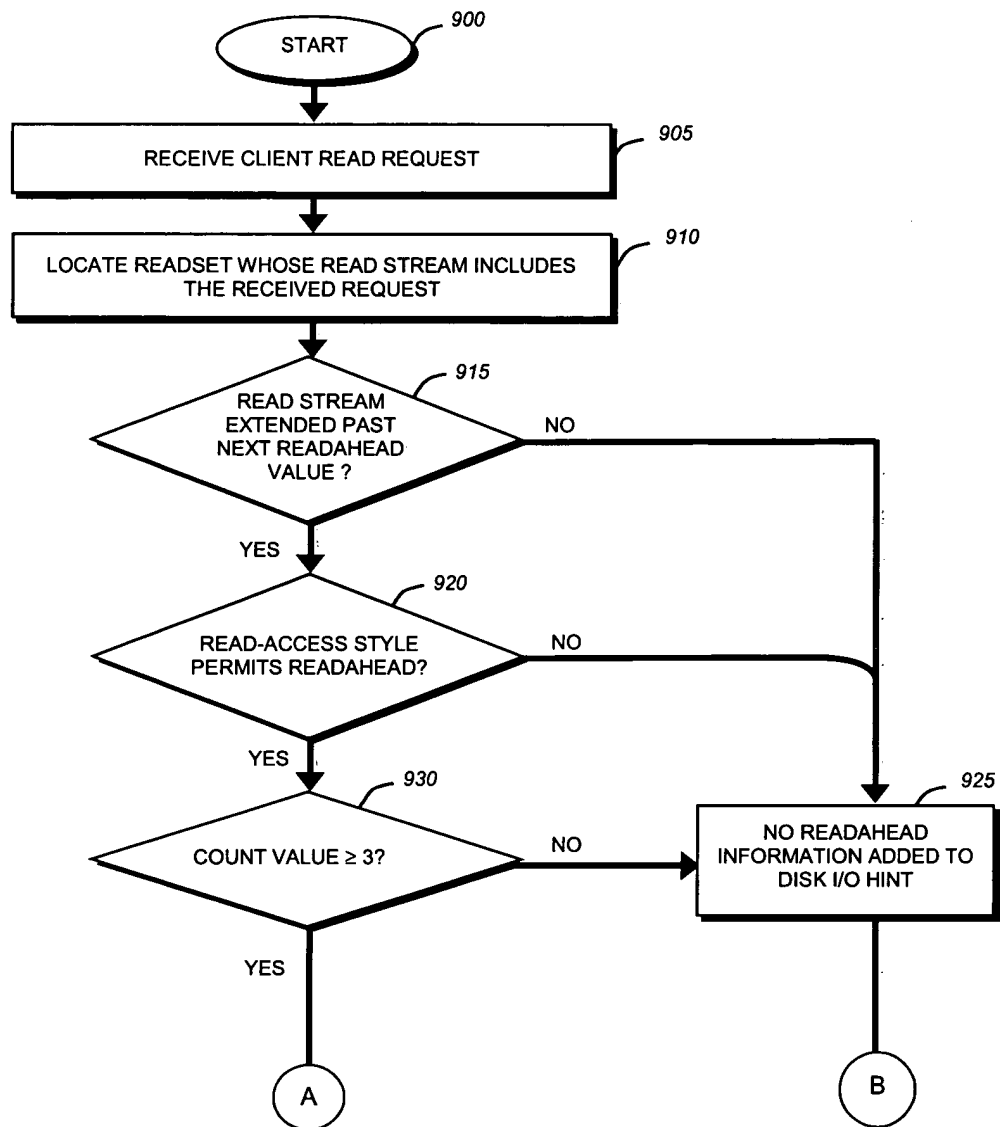 START
900
RECEIVE CLIENT READ REQUEST
905
LOCATE READSET WHOSE READ STREAM INCLUDES
THE RECEIVED REQUEST
910
READ STREAM
EXTENDED PAST
NEXT READAHEAD
VALUE ?
915
NO
YES
READ-ACCESS STYLE
PERMITS READAHEAD?
920
NO
YES
COUNT VALUE ≥ 3?
930
NO
YES
NO READAHEAD
INFORMATION ADDED TO
DISK I/O HINT
925
A
B